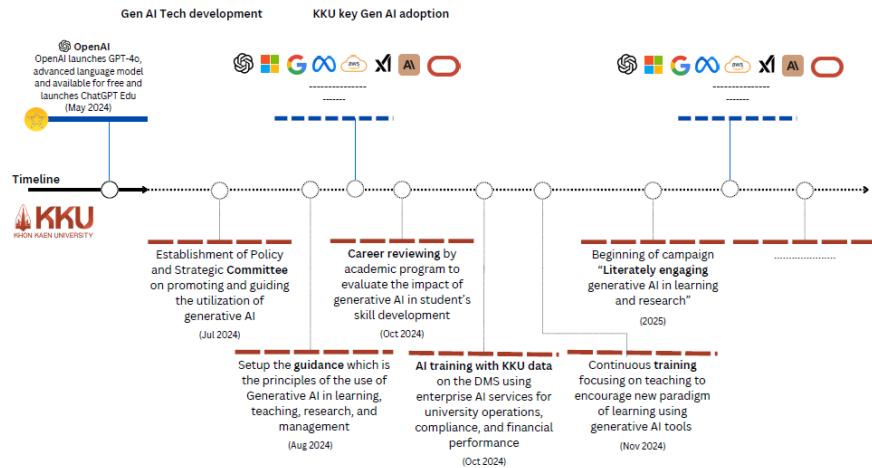 Gen AI Tech development
KKU key Gen AI adoption
OpenAI
OpenAI launches GPT-4o,
advanced language model
and available for free and
launches ChatGPT Edu
(May 2024)
aws
AI
aws
AI
Timeline
KKU
KHON KAEN UNIVERSITY
Establishment of Policy
and Strategic Committee
on promoting and guiding
the utilization of
generative AI
(Jul 2024)
Career reviewing by
academic program to
evaluate the impact of
generative AI in student's
skill development
(Oct 2024)
Beginning of campaign
"Literately engaging
generative AI in learning
and research"
(2025)
Setup the guidance which is
the principles of the use of
Generative AI in learning,
teaching, research, and
management
(Aug 2024)
AI training with KKU data
on the DMS using
enterprise AI services for
university operations,
compliance, and financial
performance
(Oct 2024)
Continuous training
focusing on teaching to
encourage new paradigm
of learning using
generative AI tools
(Nov 2024)